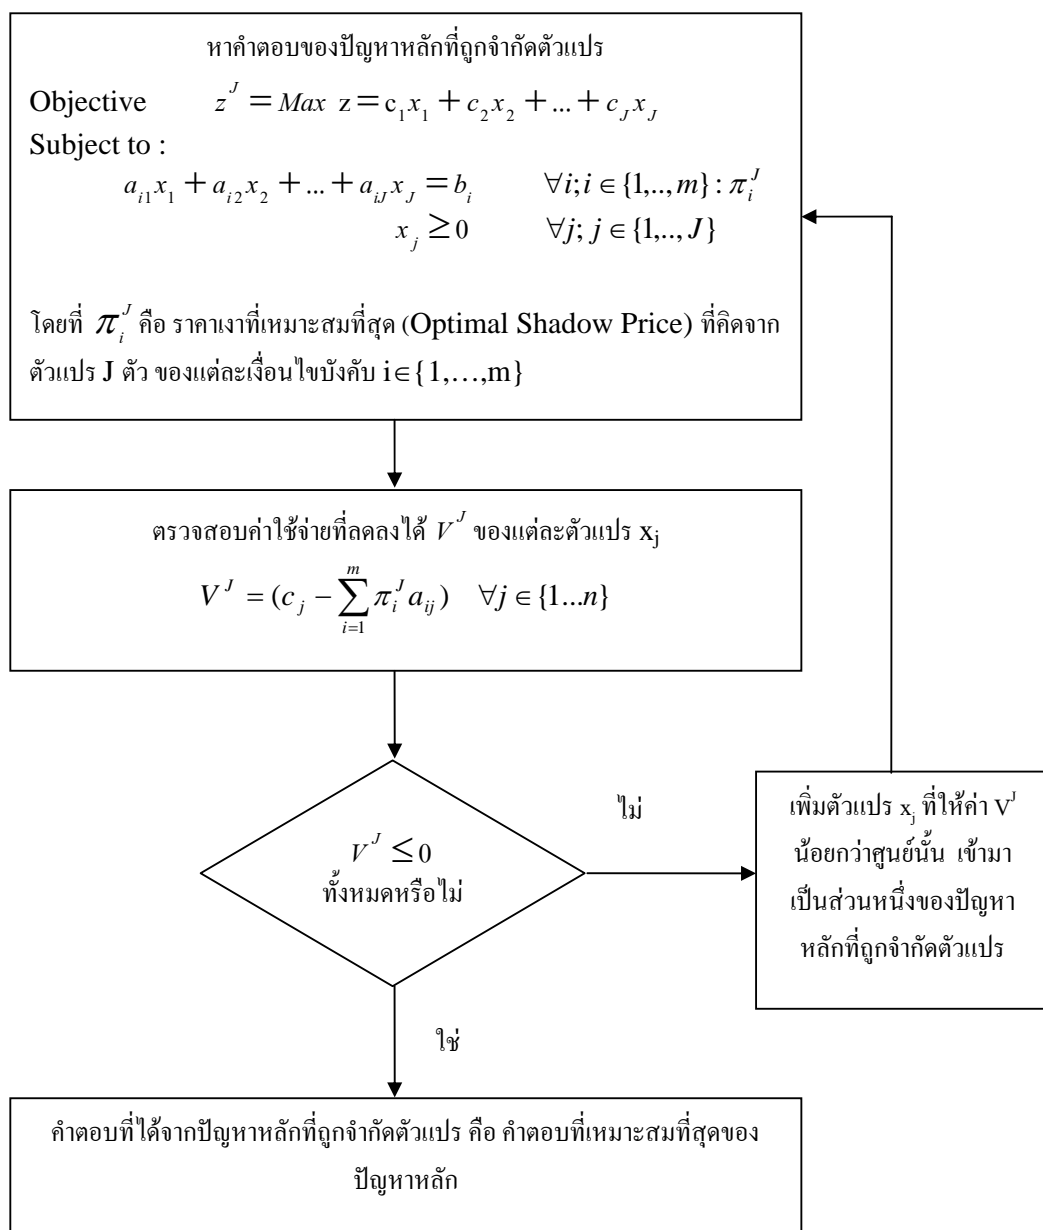 หาคำตอบของปัญหาหลักที่ถูกจำกัดตัวแปร
Objective z^J = Max z = c_1x_1 + c_2x_2 + ... + c_Jx_J
Subject to :
a_{i1}x_1 + a_{i2}x_2 + ... + a_{iJ}x_J = b_i ∀i; i ∈ {1,..,m} : π_i^J
x_j ≥ 0 ∀j; j ∈ {1,.., J}
โดยที่ π_i^J คือ ราคาเงาที่เหมาะสมที่สุด (Optimal Shadow Price) ที่คิดจาก
ตัวแปร J ตัว ของแต่ละเงื่อนไขบังคับ i∈{1,…,m}
ตรวจสอบค่าใช้จ่ายที่ลดลงได้ V^J ของแต่ละตัวแปร x_j
V^J = (c_j − ∑_{i=1}^{m} π_i^J a_{ij}) ∀j ∈ {1...n}
V^J ≤ 0
ทั้งหมดหรือไม่
ไม่
เพิ่มตัวแปร x_j ที่ให้ค่า V^J
น้อยกว่าศูนย์นั้น เข้ามา
เป็นส่วนหนึ่งของปัญหา
หลักที่ถูกจำกัดตัวแปร
ใช่
คำตอบที่ได้จากปัญหาหลักที่ถูกจำกัดตัวแปร คือ คำตอบที่เหมาะสมที่สุดของ
ปัญหาหลัก